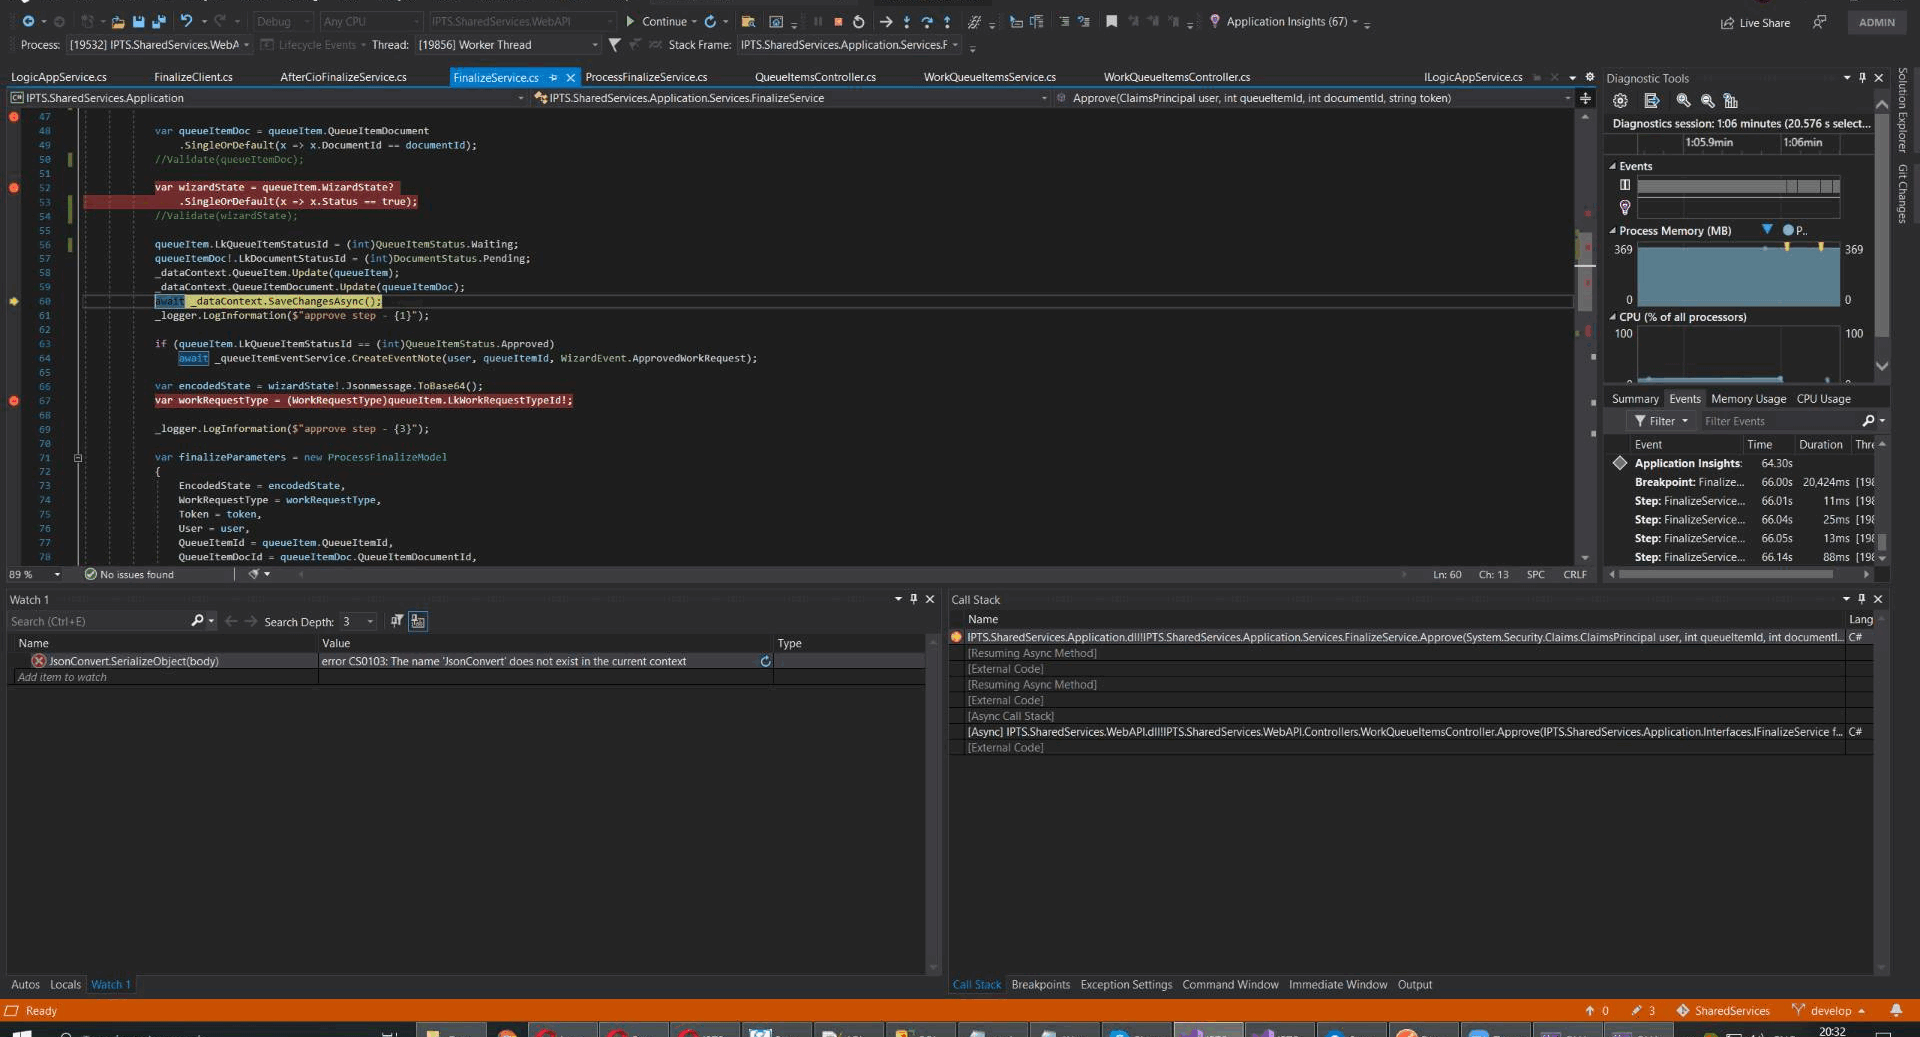 Debug
Any CPU
IPTS.SharedServices.WebAPI
Continue
Application Insights (67)
Live Share
ADMIN
Process: [19532] IPTS.SharedServices.WebA
Lifecycle Events
Thread: [19856] Worker Thread
Stack Frame: IPTS.SharedServices.Application.Services.F
LogicAppService.cs
FinalizeClient.cs
AfterCioFinalizeService.cs
FinalizeService.cs
ProcessFinalizeService.cs
QueueItemsController.cs
WorkQueueItemsService.cs
WorkQueueItemsController.cs
ILogicAppService.cs
IPTS.SharedServices.Application
IPTS.SharedServices.Application.Services.FinalizeService
Approve(ClaimsPrincipal user, int queueItemId, int documentId, string token)
47
48 var queueItemDoc = queueItem.QueueItemDocument
49 .SingleOrDefault(x => x.DocumentId == documentId);
50 //Validate(queueItemDoc);
51
52 var wizardState = queueItem.WizardState?
53 .SingleOrDefault(x => x.Status == true);
54 //Validate(wizardState);
55
56 queueItem.LkQueueItemStatusId = (int)QueueItemStatus.Waiting;
57 queueItemDoc!.LkDocumentStatusId = (int)DocumentStatus.Pending;
58 _dataContext.QueueItem.Update(queueItem);
59 _dataContext.QueueItemDocument.Update(queueItemDoc);
60 await _dataContext.SaveChangesAsync();
61 _logger.LogInformation($"approve step - {1}");
62
63 if (queueItem.LkQueueItemStatusId == (int)QueueItemStatus.Approved)
64 await _queueItemEventService.CreateEventNote(user, queueItemId, WizardEvent.ApprovedWorkRequest);
65
66 var encodedState = wizardState!.Jsonmessage.ToBase64();
67 var workRequestType = (WorkRequestType)queueItem.LkWorkRequestTypeId!;
68
69 _logger.LogInformation($"approve step - {3}");
70
71 var finalizeParameters = new ProcessFinalizeModel
72 {
73 EncodedState = encodedState,
74 WorkRequestType = workRequestType,
75 Token = token,
76 User = user,
77 QueueItemId = queueItem.QueueItemId,
78 QueueItemDocId = queueItemDoc.QueueItemDocumentId,
89 %
No issues found
Ln: 60 Ch: 13 SPC CRLF
Diagnostic Tools
Diagnostics session: 1:06 minutes (20.576 s select...
1:05.9min 1:06min
Events
Process Memory (MB) P..
369 369
0 0
CPU (% of all processors)
100 100
Summary Events Memory Usage CPU Usage
Filter Filter Events
Event Time Duration Thre
Application Insights: 64.30s
Breakpoint: Finalize... 66.00s 20,424ms [198
Step: FinalizeService... 66.01s 11ms [198
Step: FinalizeService... 66.04s 25ms [198
Step: FinalizeService... 66.05s 13ms [198
Step: FinalizeService... 66.14s 88ms [198
Solution Explorer
Git Changes
Watch 1
Search (Ctrl+E)
Search Depth: 3
Name Value Type
JsonConvert.SerializeObject(body) error CS0103: The name 'JsonConvert' does not exist in the current context
Add item to watch
Autos Locals Watch 1
Call Stack
Name Lang
IPTS.SharedServices.Application.dll!IPTS.SharedServices.Application.Services.FinalizeService.Approve(System.Security.Claims.ClaimsPrincipal user, int queueItemId, int documentI... C#
[Resuming Async Method]
[External Code]
[Resuming Async Method]
[External Code]
[Async Call Stack]
[Async] IPTS.SharedServices.WebAPI.dll!IPTS.SharedServices.WebAPI.Controllers.WorkQueueItemsController.Approve(IPTS.SharedServices.Application.Interfaces.IFinalizeService f... C#
[External Code]
Call Stack Breakpoints Exception Settings Command Window Immediate Window Output
Ready
0 3 SharedServices develop
20:32